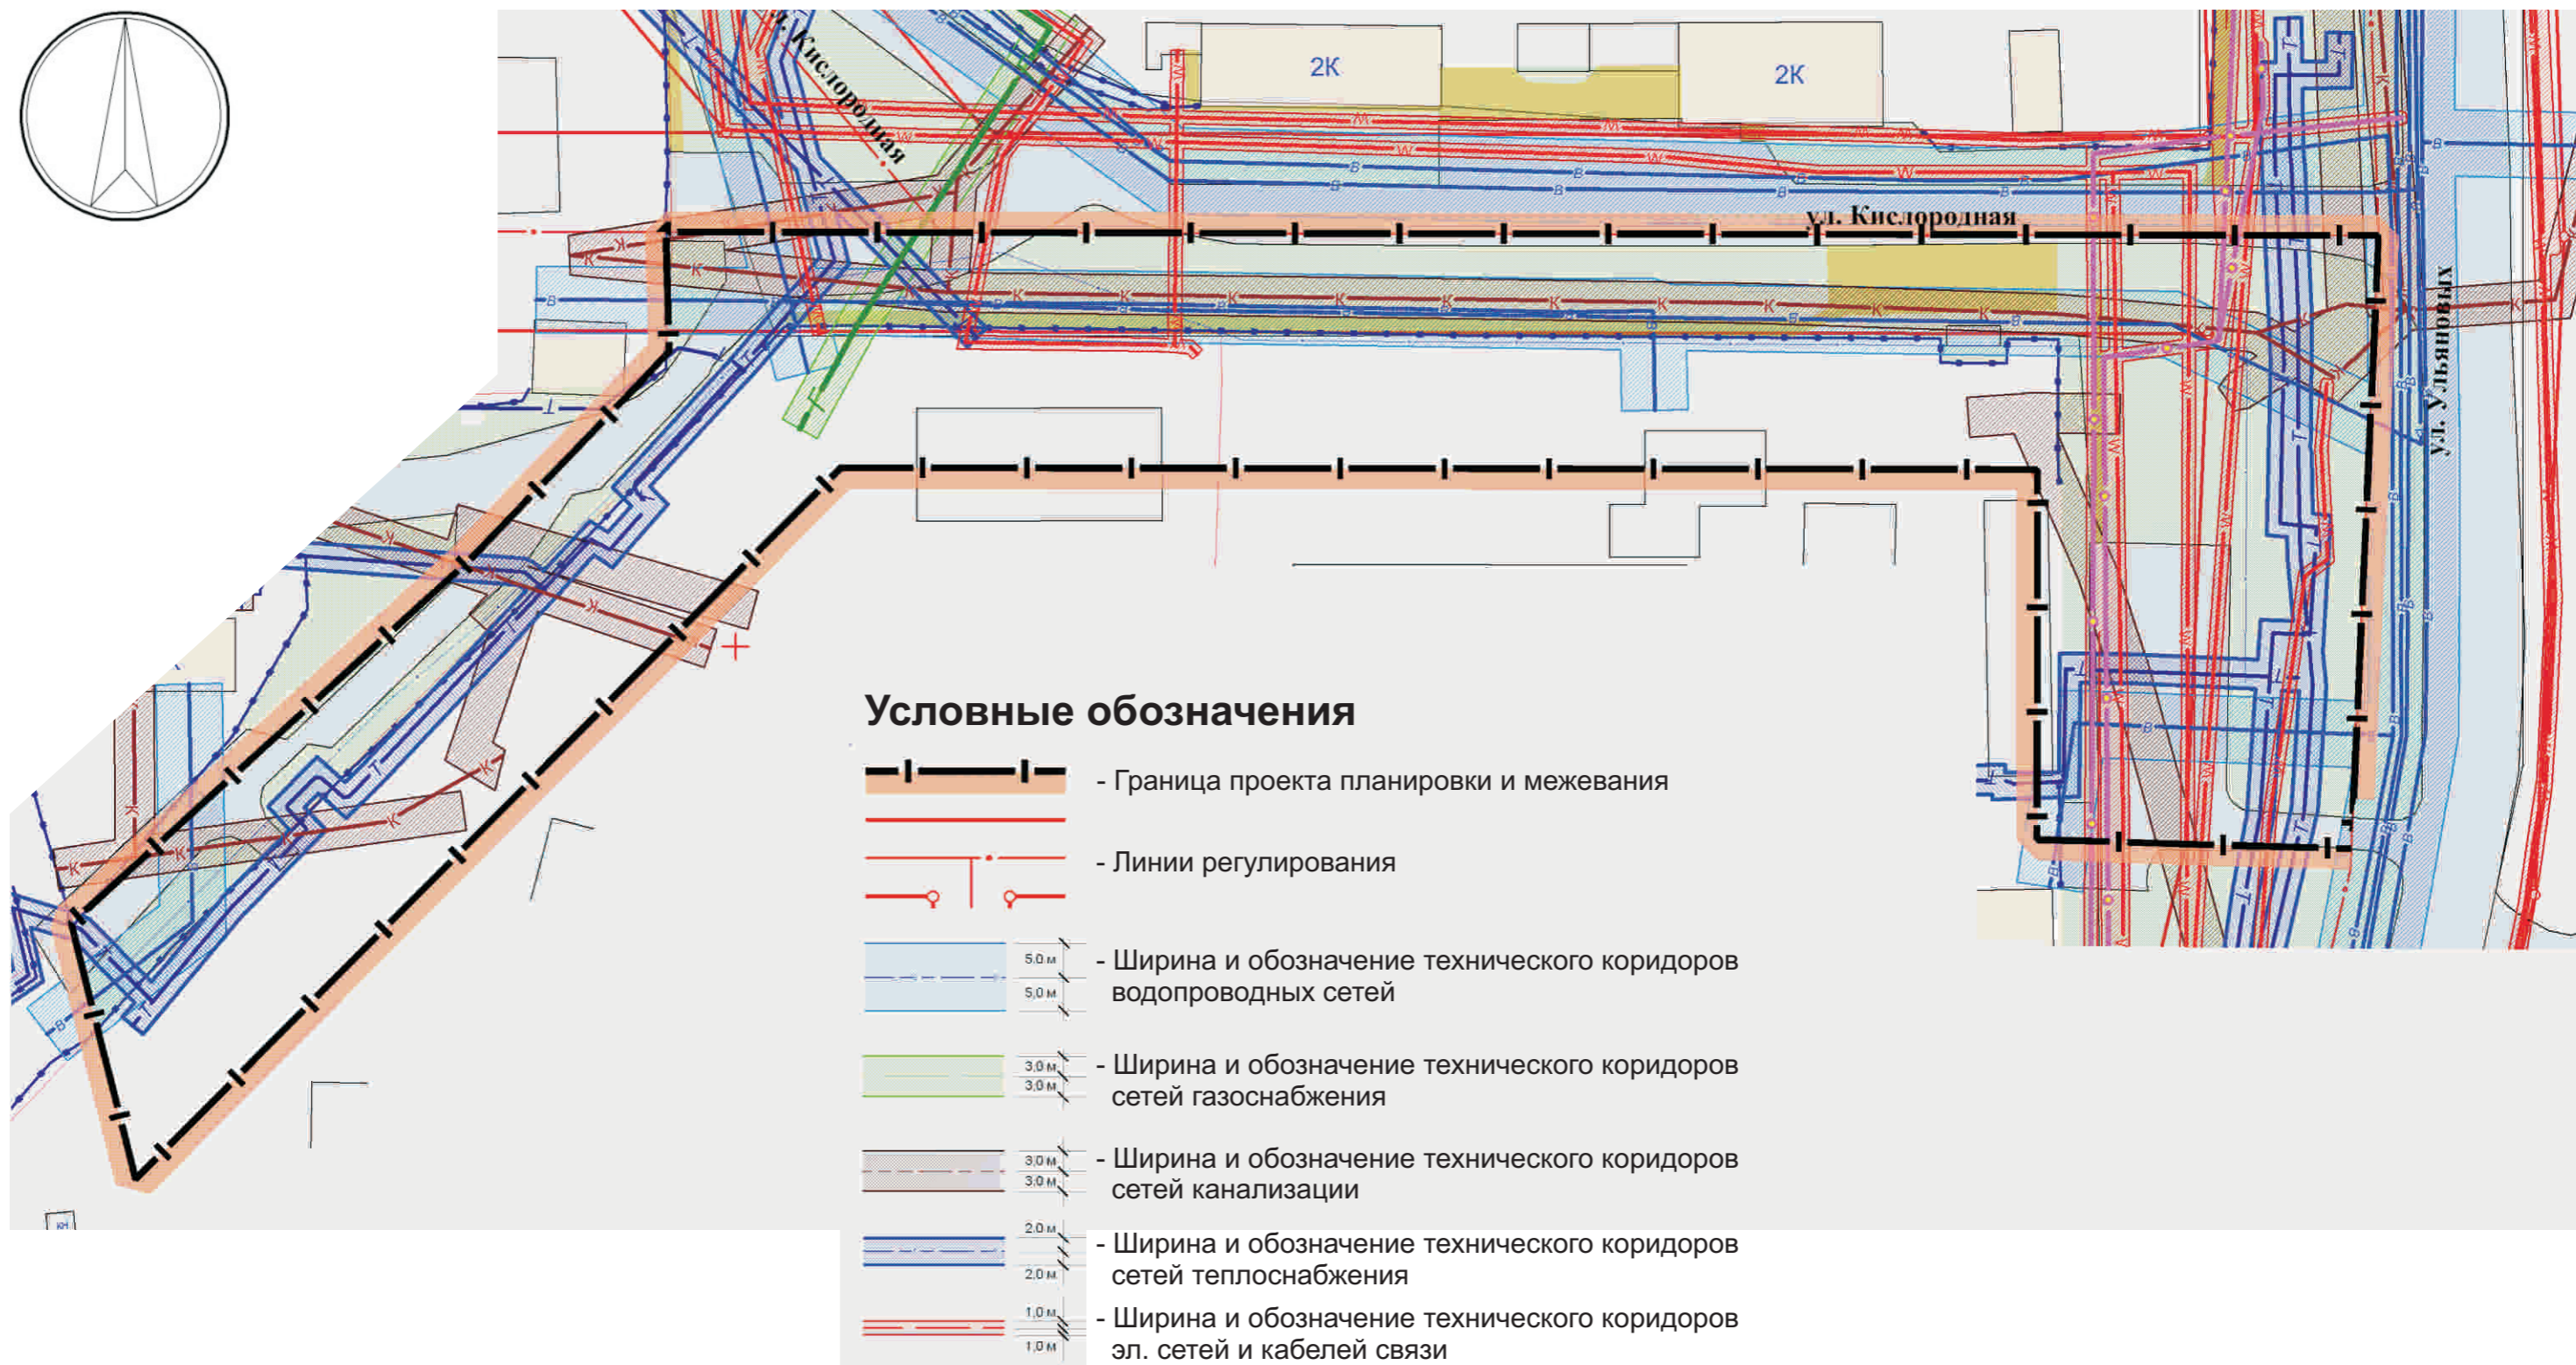 ул. Кислородная
2К
2К
ул. Кислородная
ул. Ульяновых
Условные обозначения
- Граница проекта планировки и межевания
- Линии регулирования
5,0 м
5,0 м
- Ширина и обозначение технического коридоров
водопроводных сетей
3,0 м
3,0 м
- Ширина и обозначение технического коридоров
сетей газоснабжения
3,0 м
3,0 м
- Ширина и обозначение технического коридоров
сетей канализации
2,0 м
2,0 м
- Ширина и обозначение технического коридоров
сетей теплоснабжения
1,0 м
1,0 м
- Ширина и обозначение технического коридоров
эл. сетей и кабелей связи
КН